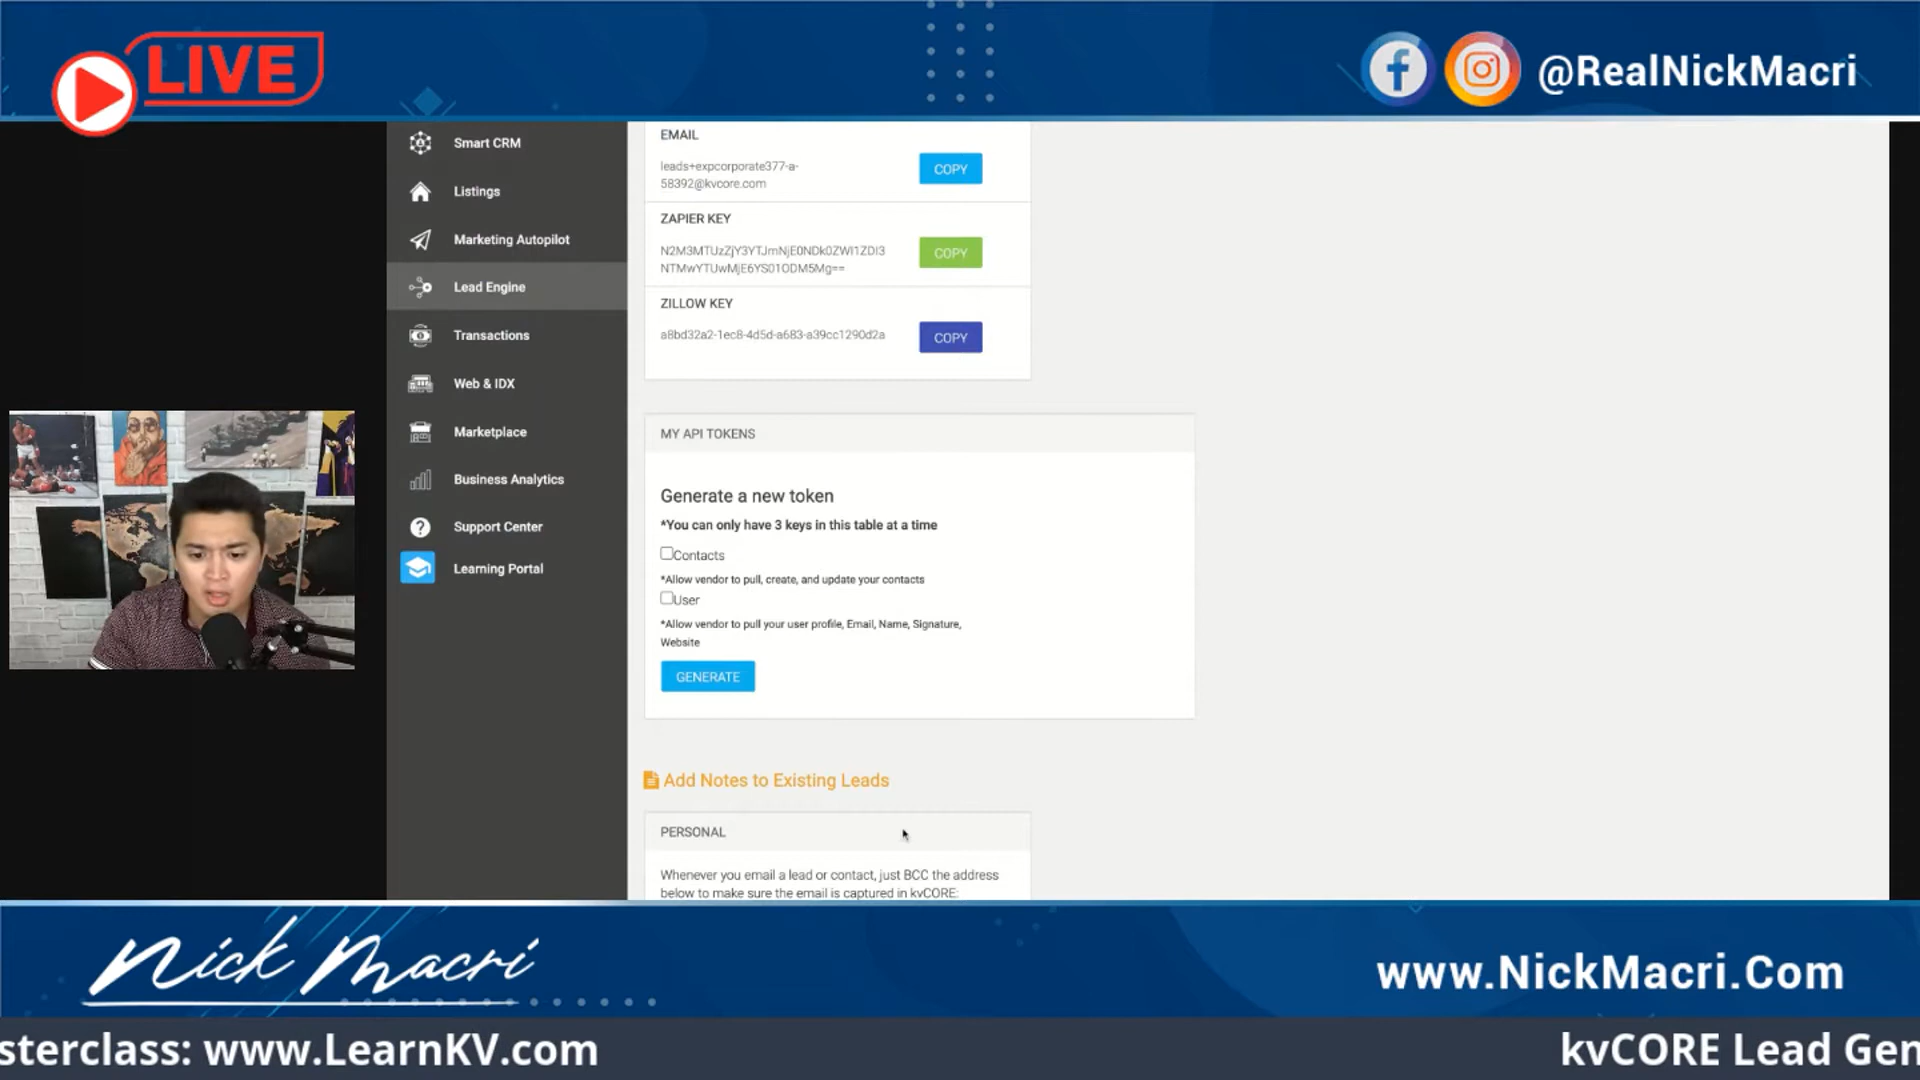 LIVE
@RealNickMacri
Smart CRM
Listings
Marketing Autopilot
Lead Engine
Transactions
Web & IDX
Marketplace
Business Analytics
Support Center
Learning Portal
EMAIL
leads+expcorporate377-a-
58392@kvcore.com
COPY
ZAPIER KEY
N2M3MTUzZjY3YTJmNjE0NDk0ZWI1ZDI3
NTMwYTUwMjE6YS01ODM5Mg==
COPY
ZILLOW KEY
a8bd32a2-1ec8-4d5d-a683-a39cc1290d2a
COPY
MY API TOKENS
Generate a new token
*You can only have 3 keys in this table at a time
Contacts
*Allow vendor to pull, create, and update your contacts
User
*Allow vendor to pull your user profile, Email, Name, Signature,
Website
GENERATE
Add Notes to Existing Leads
PERSONAL
Whenever you email a lead or contact, just BCC the address
below to make sure the email is captured in kvCORE:
Nick Macri
www.NickMacri.Com
sterclass: www.LearnKV.com
kvCORE Lead Gen